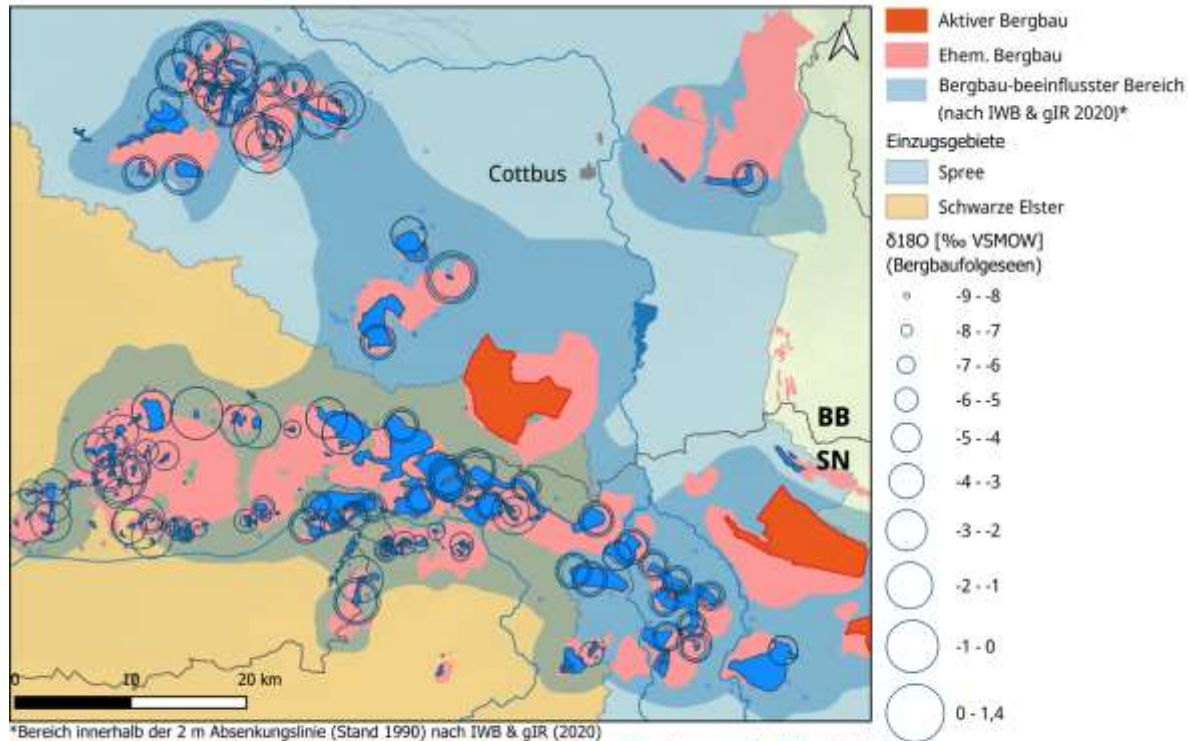 Aktiver Bergbau
Ehem. Bergbau
Bergbau-beeinflusster Bereich
(nach IWB & gIR 2020)*
Einzugsgebiete
Spree
Schwarze Elster
δ18O [‰ VSMOW]
(Bergbaufolgeseen)
-9 - -8
-8 - -7
-7 - -6
-6 - -5
-5 - -4
-4 - -3
-3 - -2
-2 - -1
-1 - 0
0 - 1,4
Cottbus
BB
SN
0 10 20 km
*Bereich innerhalb der 2 m Absenkungslinie (Stand 1990) nach IWB & gIR (2020)